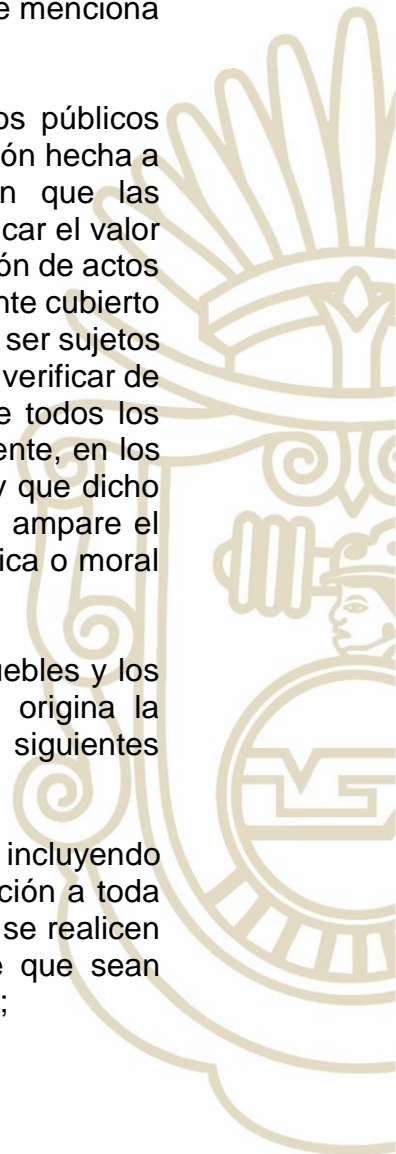 e menciona
os públicos
ón hecha a
n que las
car el valor
ón de actos
nte cubierto
ser sujetos
verificar de
e todos los
ente, en los
y que dicho
ampare el
ica o moral
uebles y los
origina la
siguientes
incluyendo
ción a toda
se realicen
e que sean
;